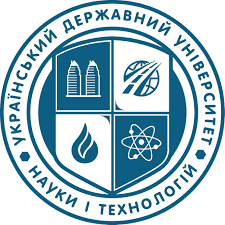 УКРАЇНСЬКИЙ ДЕРЖАВНИЙ УНІВЕРСИТЕТ
НАУКИ І ТЕХНОЛОГІЙ